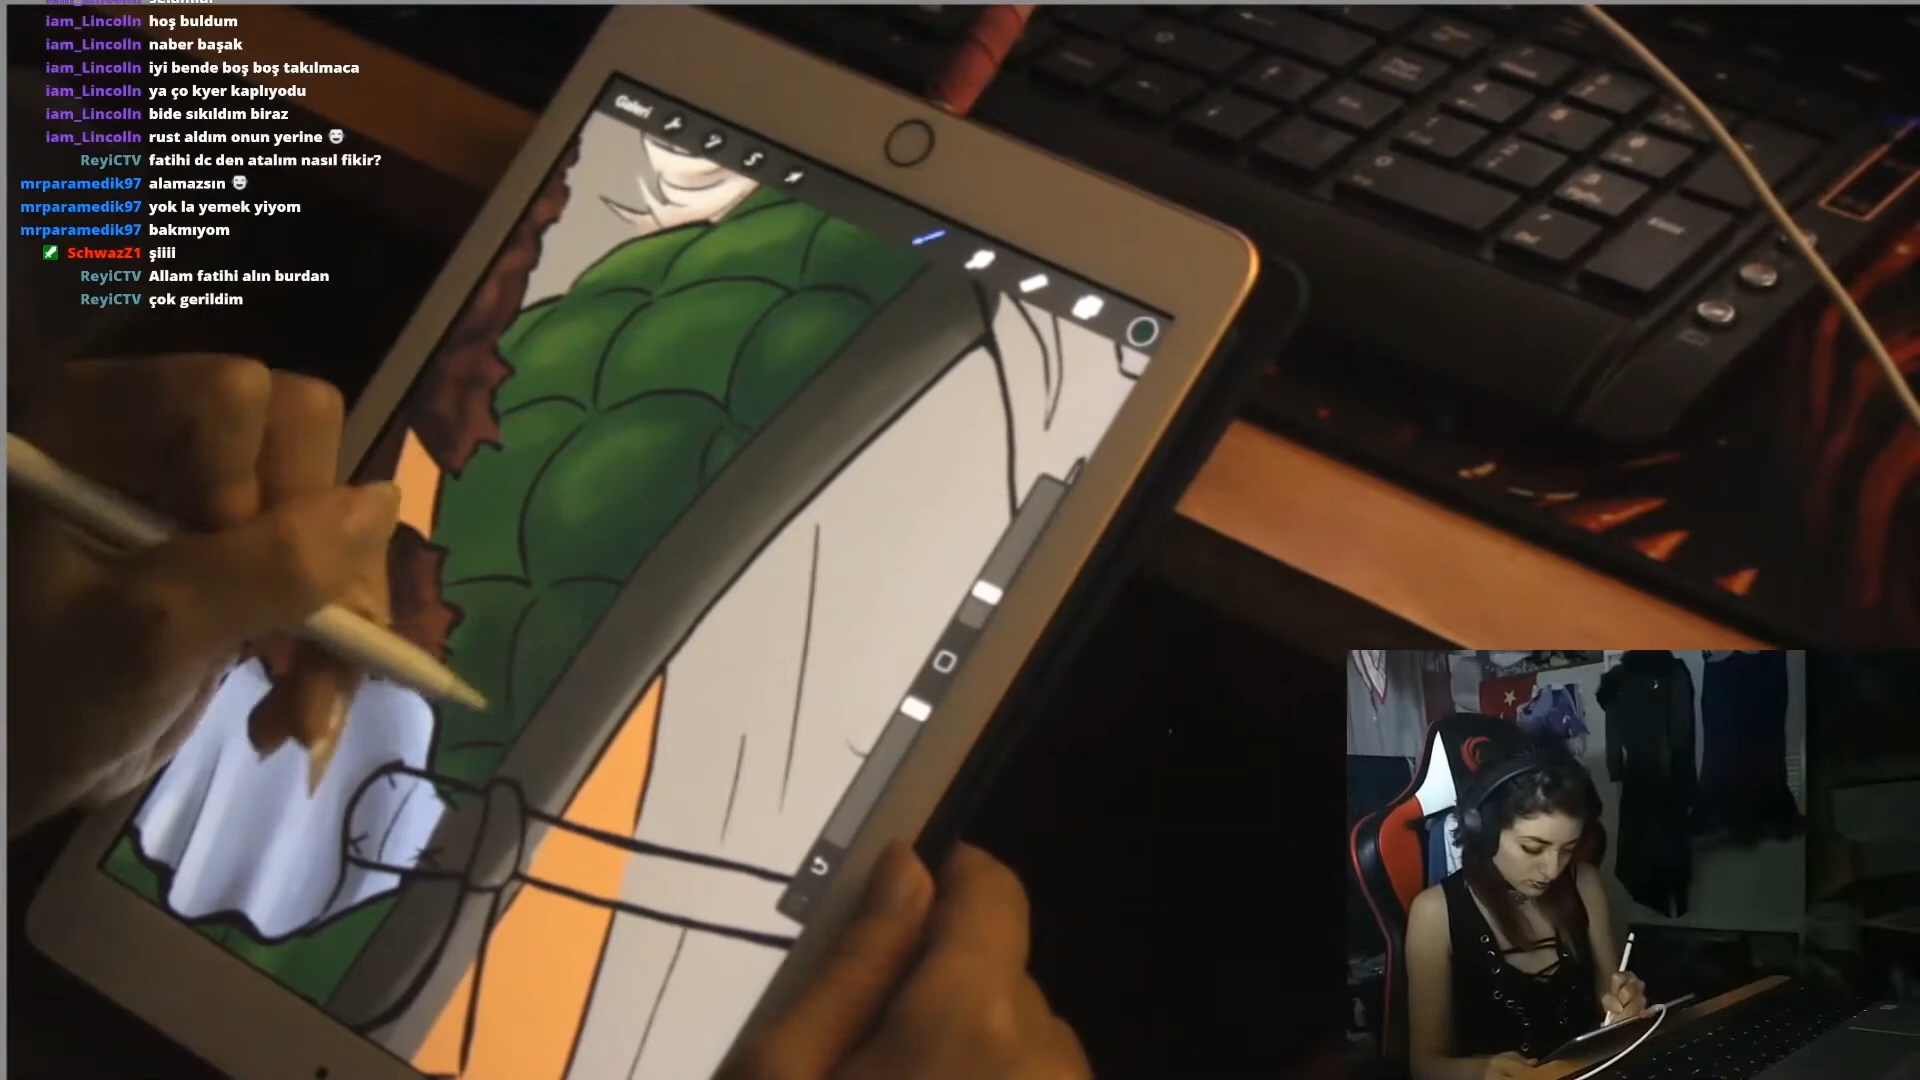 iam_Lincolln hoş buldum
iam_Lincolln naber başak
iam_Lincolln iyi bende boş boş takılmaca
iam_Lincolln ya ço kyer kaplıyodu
iam_Lincolln bide sıkıldım biraz
iam_Lincolln rust aldım onun yerine
ReyiCTV fatihi dc den atalım nasıl fikir?
mrparamedik97 alamazsın
mrparamedik97 yok la yemek yiyom
mrparamedik97 bakmıyom
SchwazZ1 şiiii
ReyiCTV Allam fatihi alın burdan
ReyiCTV çok gerildim
Galeri